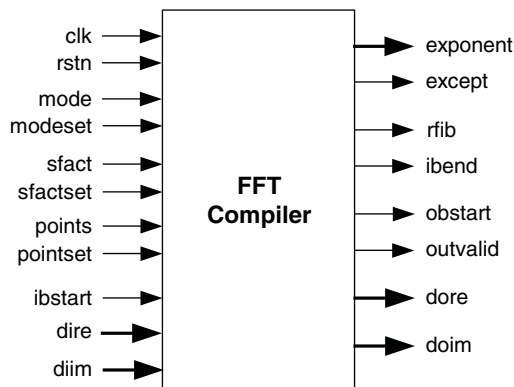 clk
rstn
mode
modeset
sfact
sfactset
points
pointset
ibstart
dire
diim
FFT
Compiler
exponent
except
rfib
ibend
obstart
outvalid
dore
doim